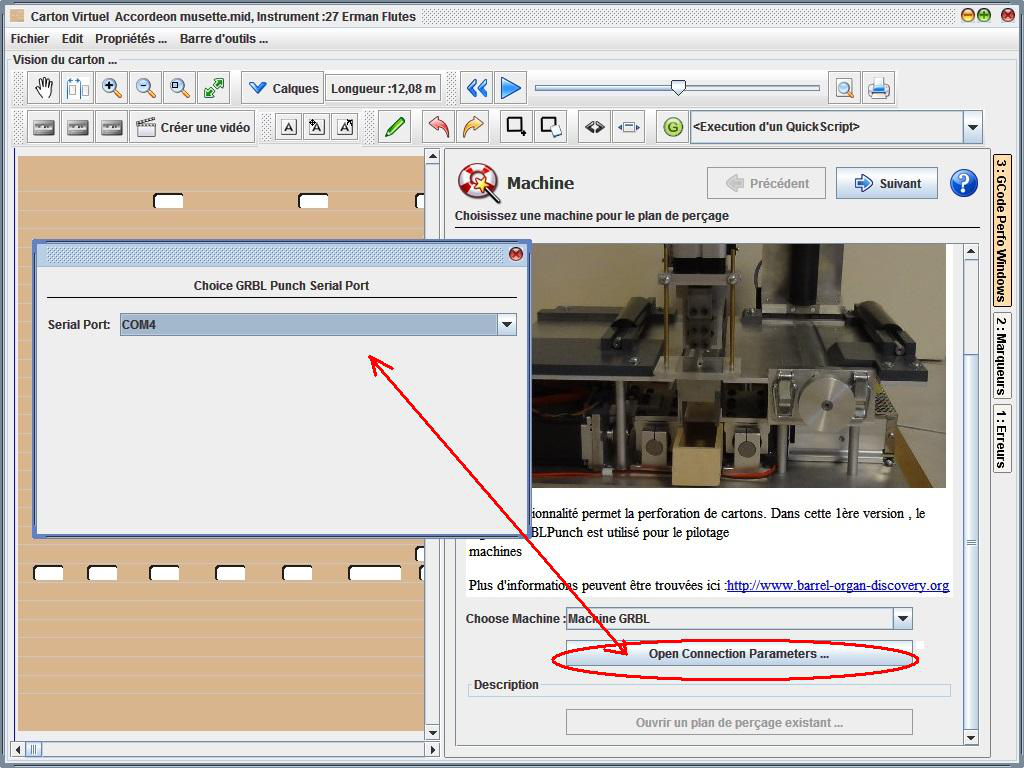 Carton Virtuel Accordeon musette.mid, Instrument :27 Erman Flutes
Fichier Edit Propriétés ... Barre d'outils ...
Vision du carton ...
Calques
Longueur :12,08 m
Créer une vidéo
A
A
A
G
<Execution d'un QuickScript>
Machine
Précédent
Suivant
?
Choisissez une machine pour le plan de perçage
3 : GCode Perfo Windows
2 : Marqueurs
1 : Erreurs
Choice GRBL Punch Serial Port
Serial Port: COM4
ionnalité permet la perforation de cartons. Dans cette 1ère version , le
BLPunch est utilisé pour le pilotage
machines
Plus d'informations peuvent être trouvées ici :http://www.barrel-organ-discovery.org
Choose Machine : Machine GRBL
Open Connection Parameters ...
Description
Ouvrir un plan de perçage existant ...